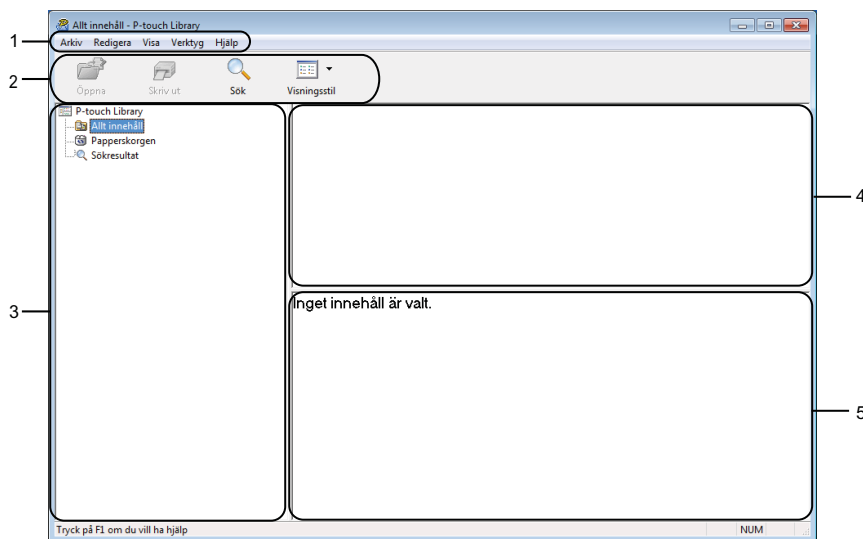 Allt innehåll - P-touch Library
1
Arkiv Redigera Visa Verktyg Hjälp
2
Öppna Skriv ut Sök Visningsstil
P-touch Library
Allt innehåll
Papperskorgen
Sökresultat
4
3
Inget innehåll är valt.
5
Tryck på F1 om du vill ha hjälp NUM